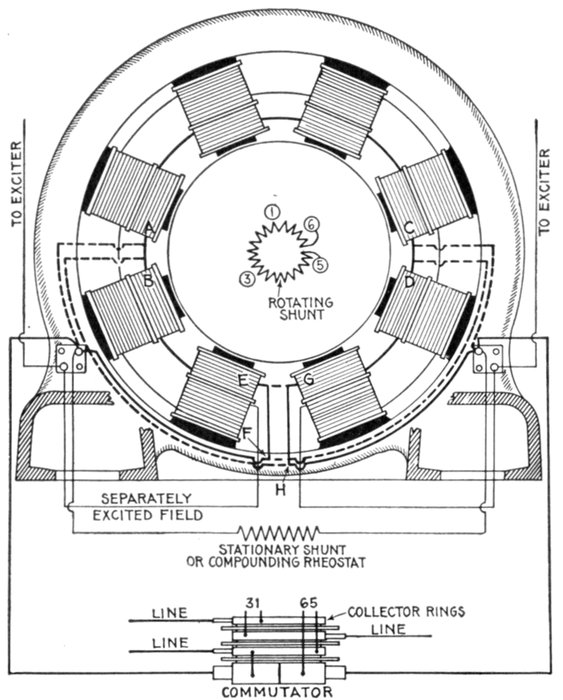 TO EXCITER
TO EXCITER
A
C
1
6
3
5
ROTATING
SHUNT
B
D
E
G
F
H
SEPARATELY
EXCITED FIELD
STATIONARY SHUNT
OR COMPOUNDING RHEOSTAT
31
65
LINE
COLLECTOR RINGS
LINE
LINE
COMMUTATOR